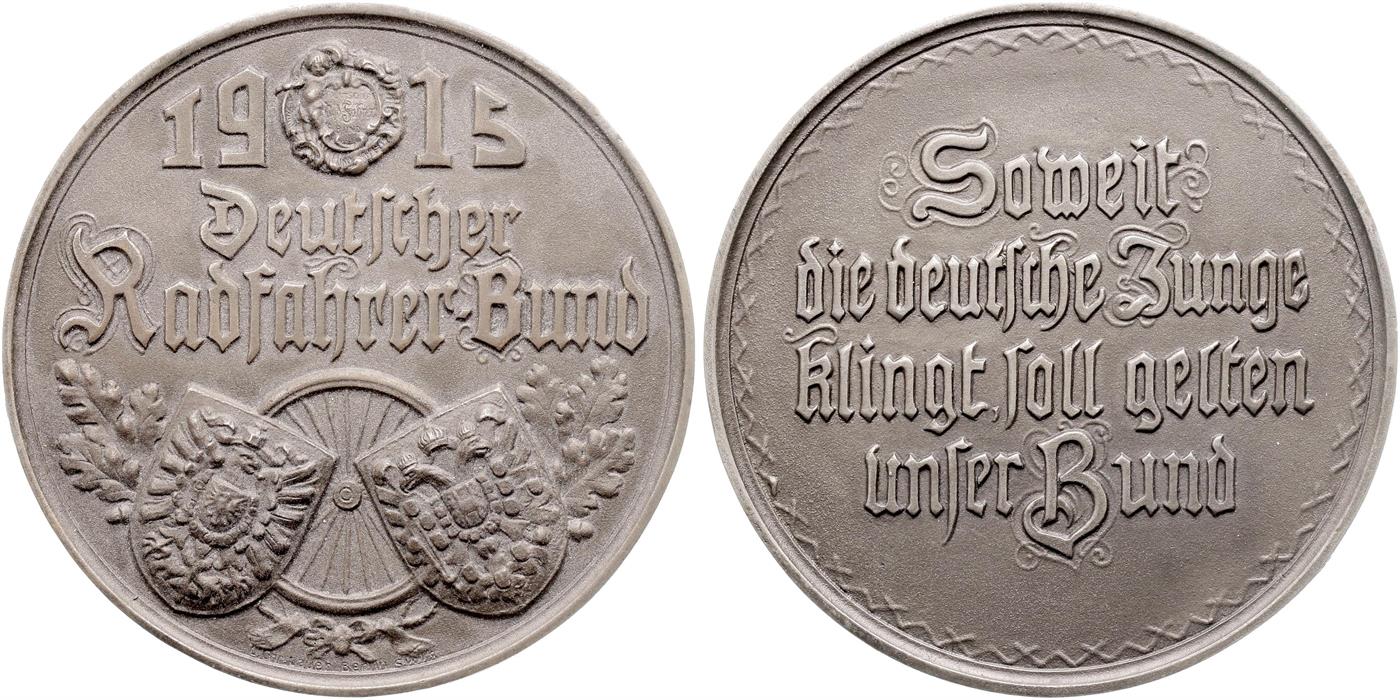 1915
Deutscher
Radfahrer-Bund
Soweit
die deutsche Zunge
klingt, soll gelten
unser Bund